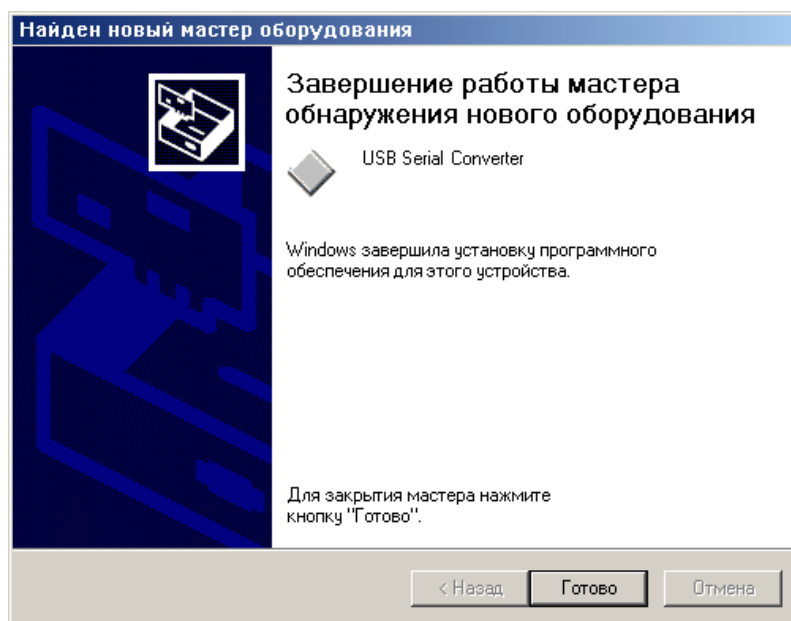 Найден новый мастер оборудования
Завершение работы мастера
обнаружения нового оборудования
USB Serial Converter
Windows завершила установку программного
обеспечения для этого устройства.
Для закрытия мастера нажмите
кнопку "Готово".
< Назад
Готово
Отмена